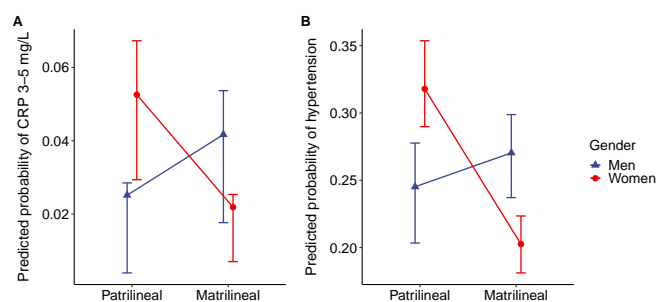 A
Predicted probability of CRP 3–5 mg/L
0.06
0.04
0.02
Patrilineal Matrilineal
B
Predicted probability of hypertension
0.35
0.30
0.25
0.20
Patrilineal Matrilineal
Gender
Men
Women